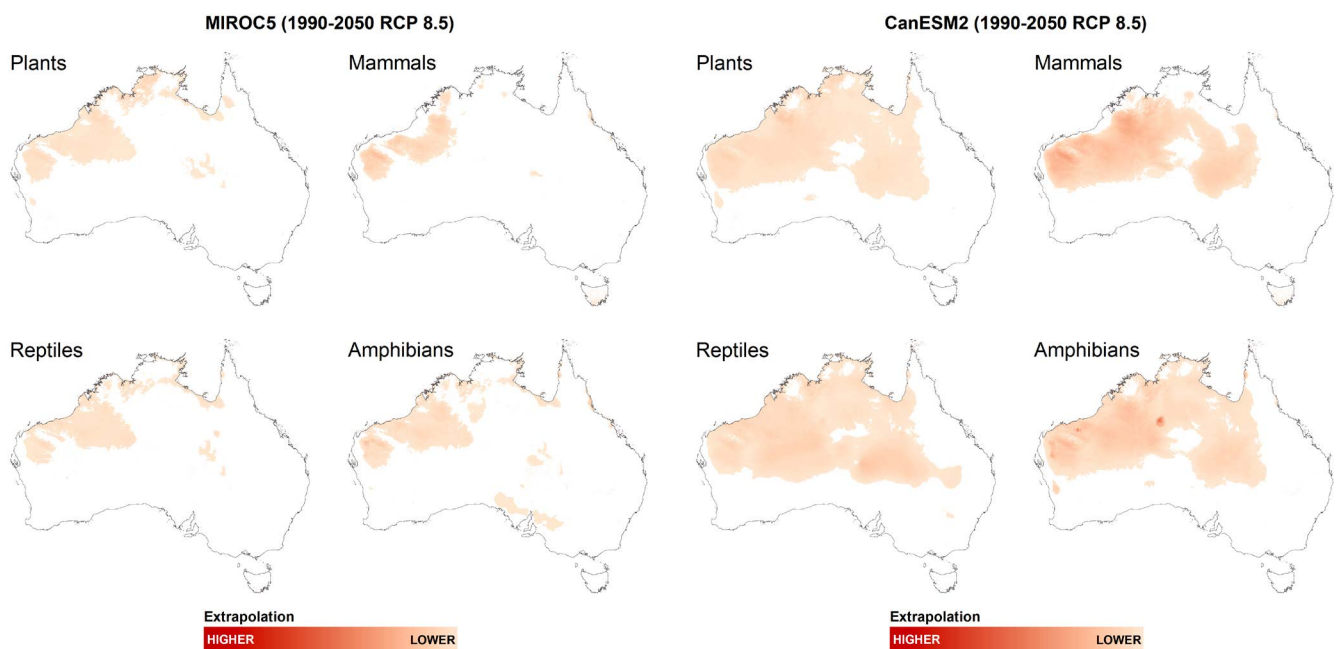 MIROC5 (1990-2050 RCP 8.5)
Plants
Mammals
Reptiles
Amphibians
Extrapolation
HIGHER LOWER
CanESM2 (1990-2050 RCP 8.5)
Plants
Mammals
Reptiles
Amphibians
Extrapolation
HIGHER LOWER